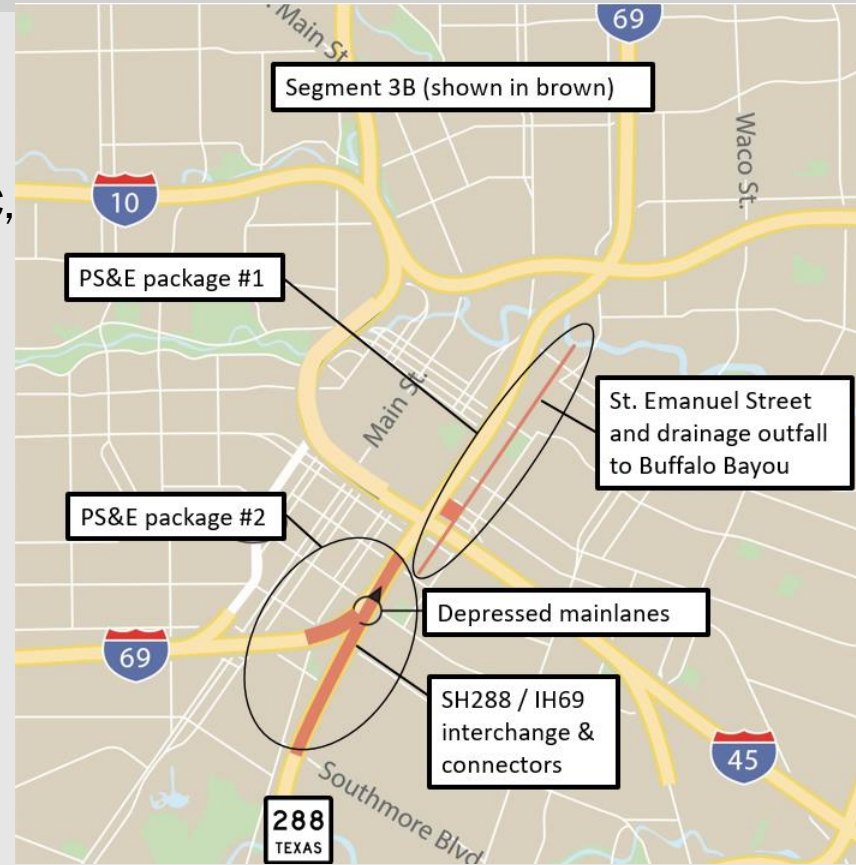 69
Main St.
Segment 3B (shown in brown)
Waco St.
10
PS&E package #1
Main St.
St. Emanuel Street
and drainage outfall
to Buffalo Bayou
PS&E package #2
Depressed mainlanes
69
SH288 / IH69
interchange &
connectors
45
Southmore Blvd
288
TEXAS